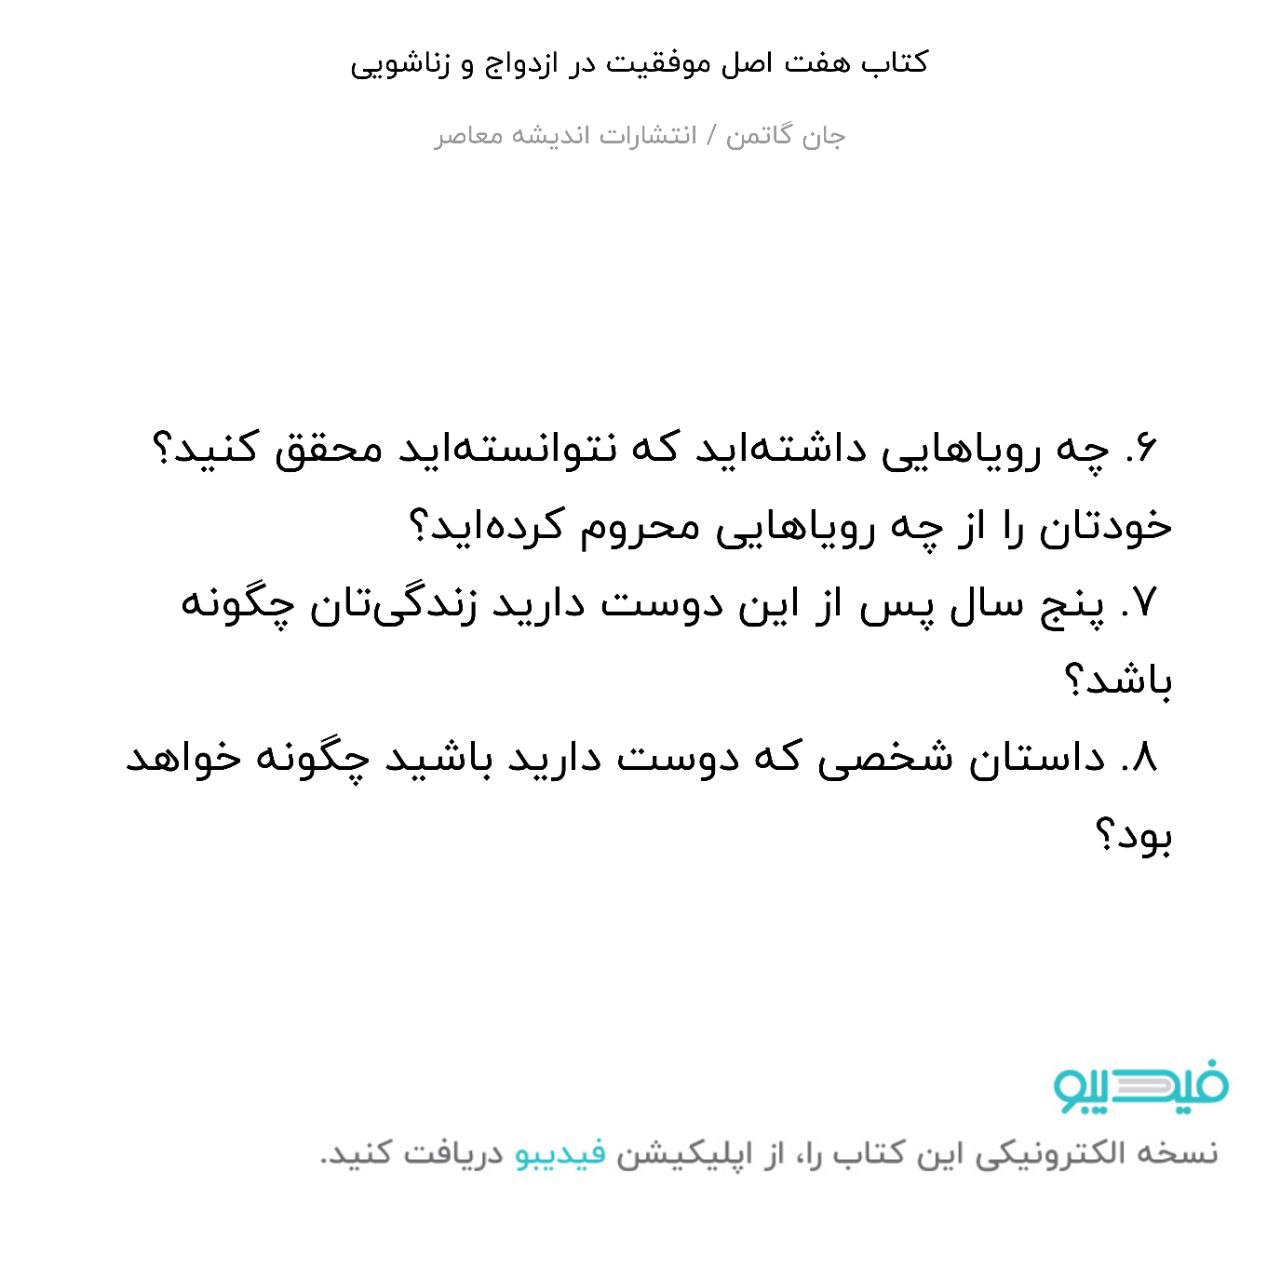 کتاب هفت اصل موفقیت در ازدواج و زناشویی
جان گاتمن / انتشارات اندیشه معاصر
۶. چه رویاهایی داشته‌اید که نتوانسته‌اید محقق کنید؟
خودتان را از چه رویاهایی محروم کرده‌اید؟
۷. پنج سال پس از این دوست دارید زندگی‌تان چگونه
باشد؟
۸. داستان شخصی که دوست دارید باشید چگونه خواهد
بود؟
فیدیبو
نسخه الکترونیکی این کتاب را، از اپلیکیشن فیدیبو دریافت کنید.